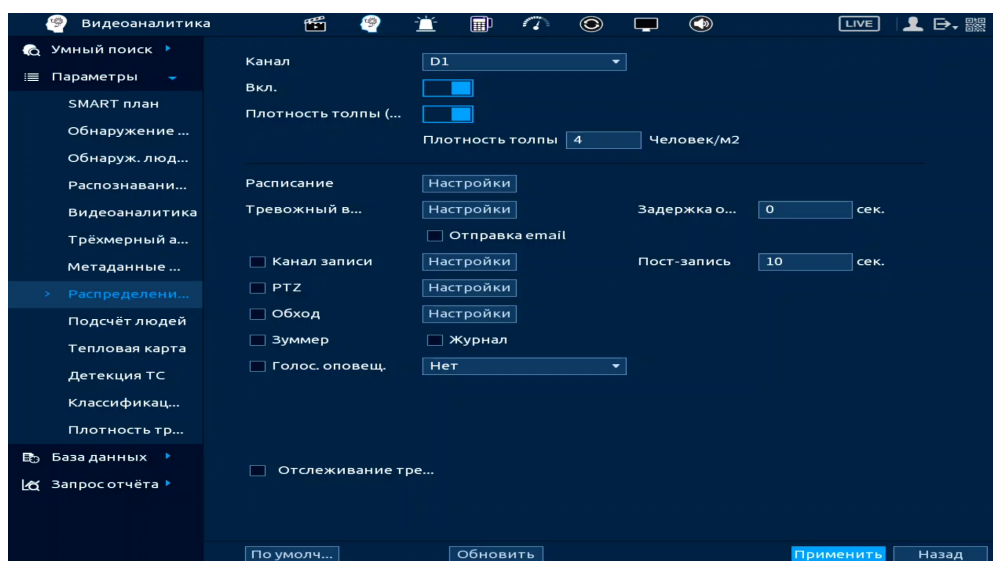 Видеоаналитика
LIVE
Умный поиск
Параметры
SMART план
Обнаружение ...
Обнаруж. люд...
Распознавани...
Видеоаналитика
Трёхмерный а...
Метаданные ...
Распределени...
Подсчёт людей
Тепловая карта
Детекция ТС
Классификац...
Плотность тр...
База данных
Запрос отчёта
Канал D1
Вкл.
Плотность толпы (...
Плотность толпы 4 Человек/м2
Расписание Настройки
Тревожный в... Настройки Задержка о... 0 сек.
Отправка email
Канал записи Настройки Пост-запись 10 сек.
PTZ Настройки
Обход Настройки
Зуммер Журнал
Голос. оповещ. Нет
Отслеживание тре...
По умолч... Обновить Применить Назад